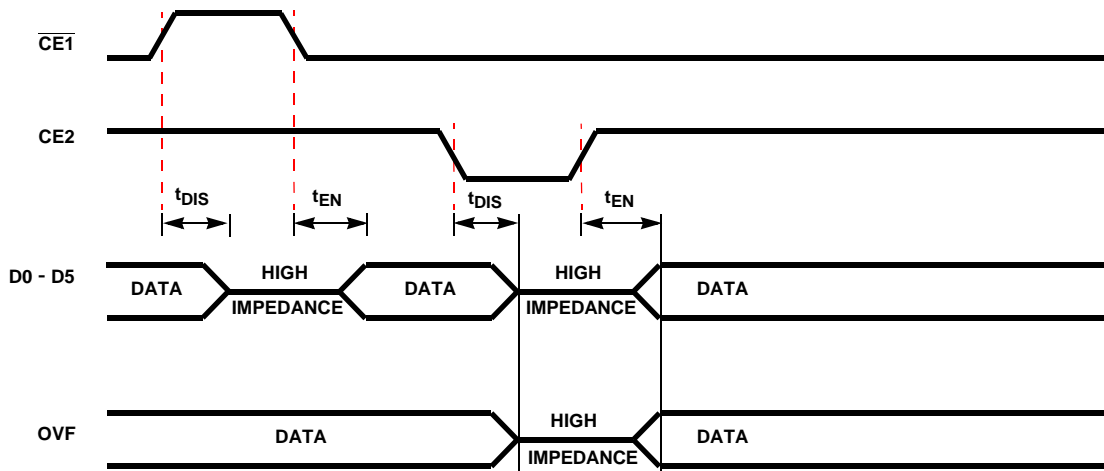 C̅E̅1̅
CE2
tDIS tEN tDIS tEN
D0 - D5 DATA HIGH IMPEDANCE DATA HIGH IMPEDANCE DATA
OVF DATA HIGH IMPEDANCE DATA